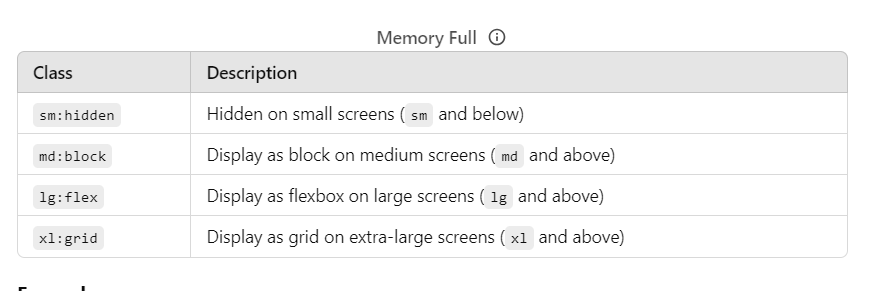 Memory Full
Class Description
sm:hidden Hidden on small screens ( sm and below)
md:block Display as block on medium screens ( md and above)
lg:flex Display as flexbox on large screens ( lg and above)
xl:grid Display as grid on extra-large screens ( xl and above)